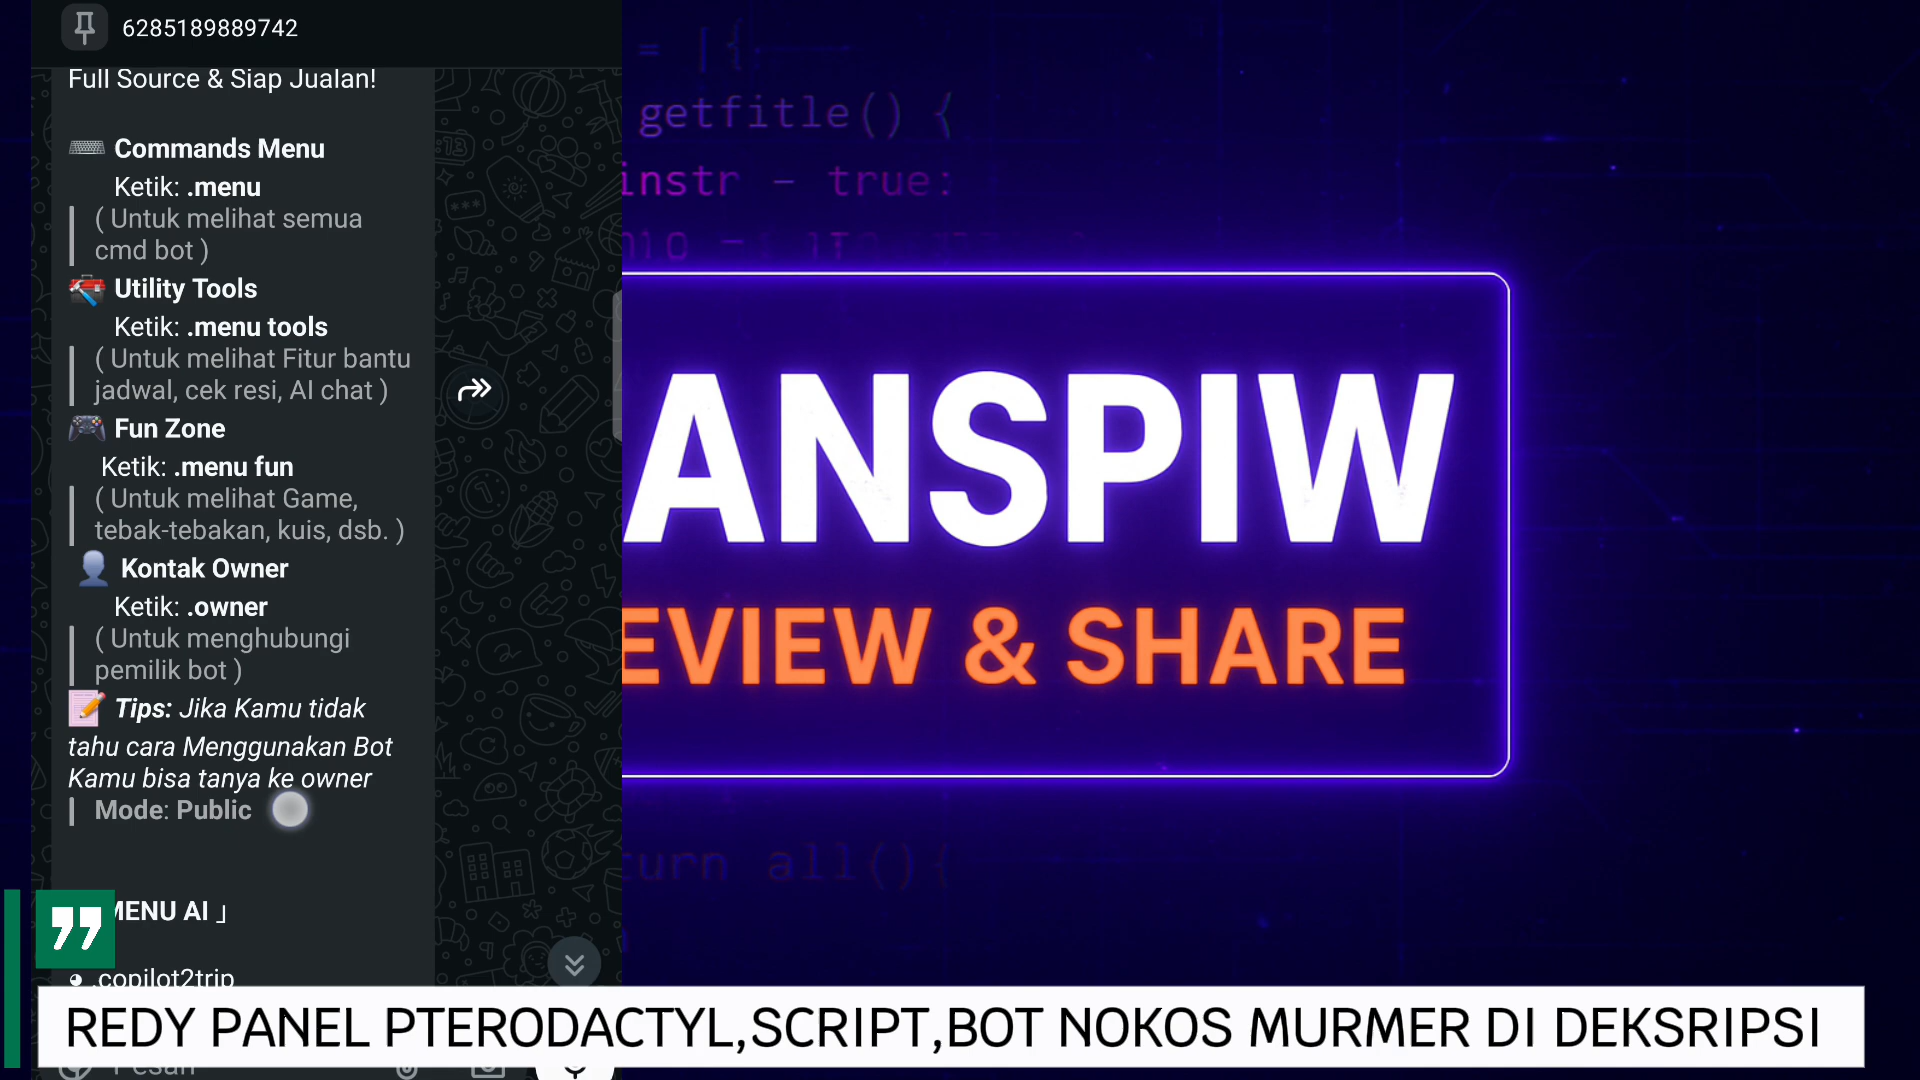 6285189889742
Full Source & Siap Jualan!
Commands Menu
Ketik: .menu
( Untuk melihat semua
cmd bot )
Utility Tools
Ketik: .menu tools
( Untuk melihat Fitur bantu
jadwal, cek resi, AI chat )
Fun Zone
Ketik: .menu fun
( Untuk melihat Game,
tebak-tebakan, kuis, dsb. )
Kontak Owner
Ketik: .owner
( Untuk menghubungi
pemilik bot )
Tips: Jika Kamu tidak
tahu cara Menggunakan Bot
Kamu bisa tanya ke owner
Mode: Public
MENU AI 」
.copilot2trip
Pesan
= [{
getfitle() {
instr - true:
ANSPIW
EVIEW & SHARE
turn all(){
REDY PANEL PTERODACTYL,SCRIPT,BOT NOKOS MURMER DI DEKSRIPSI